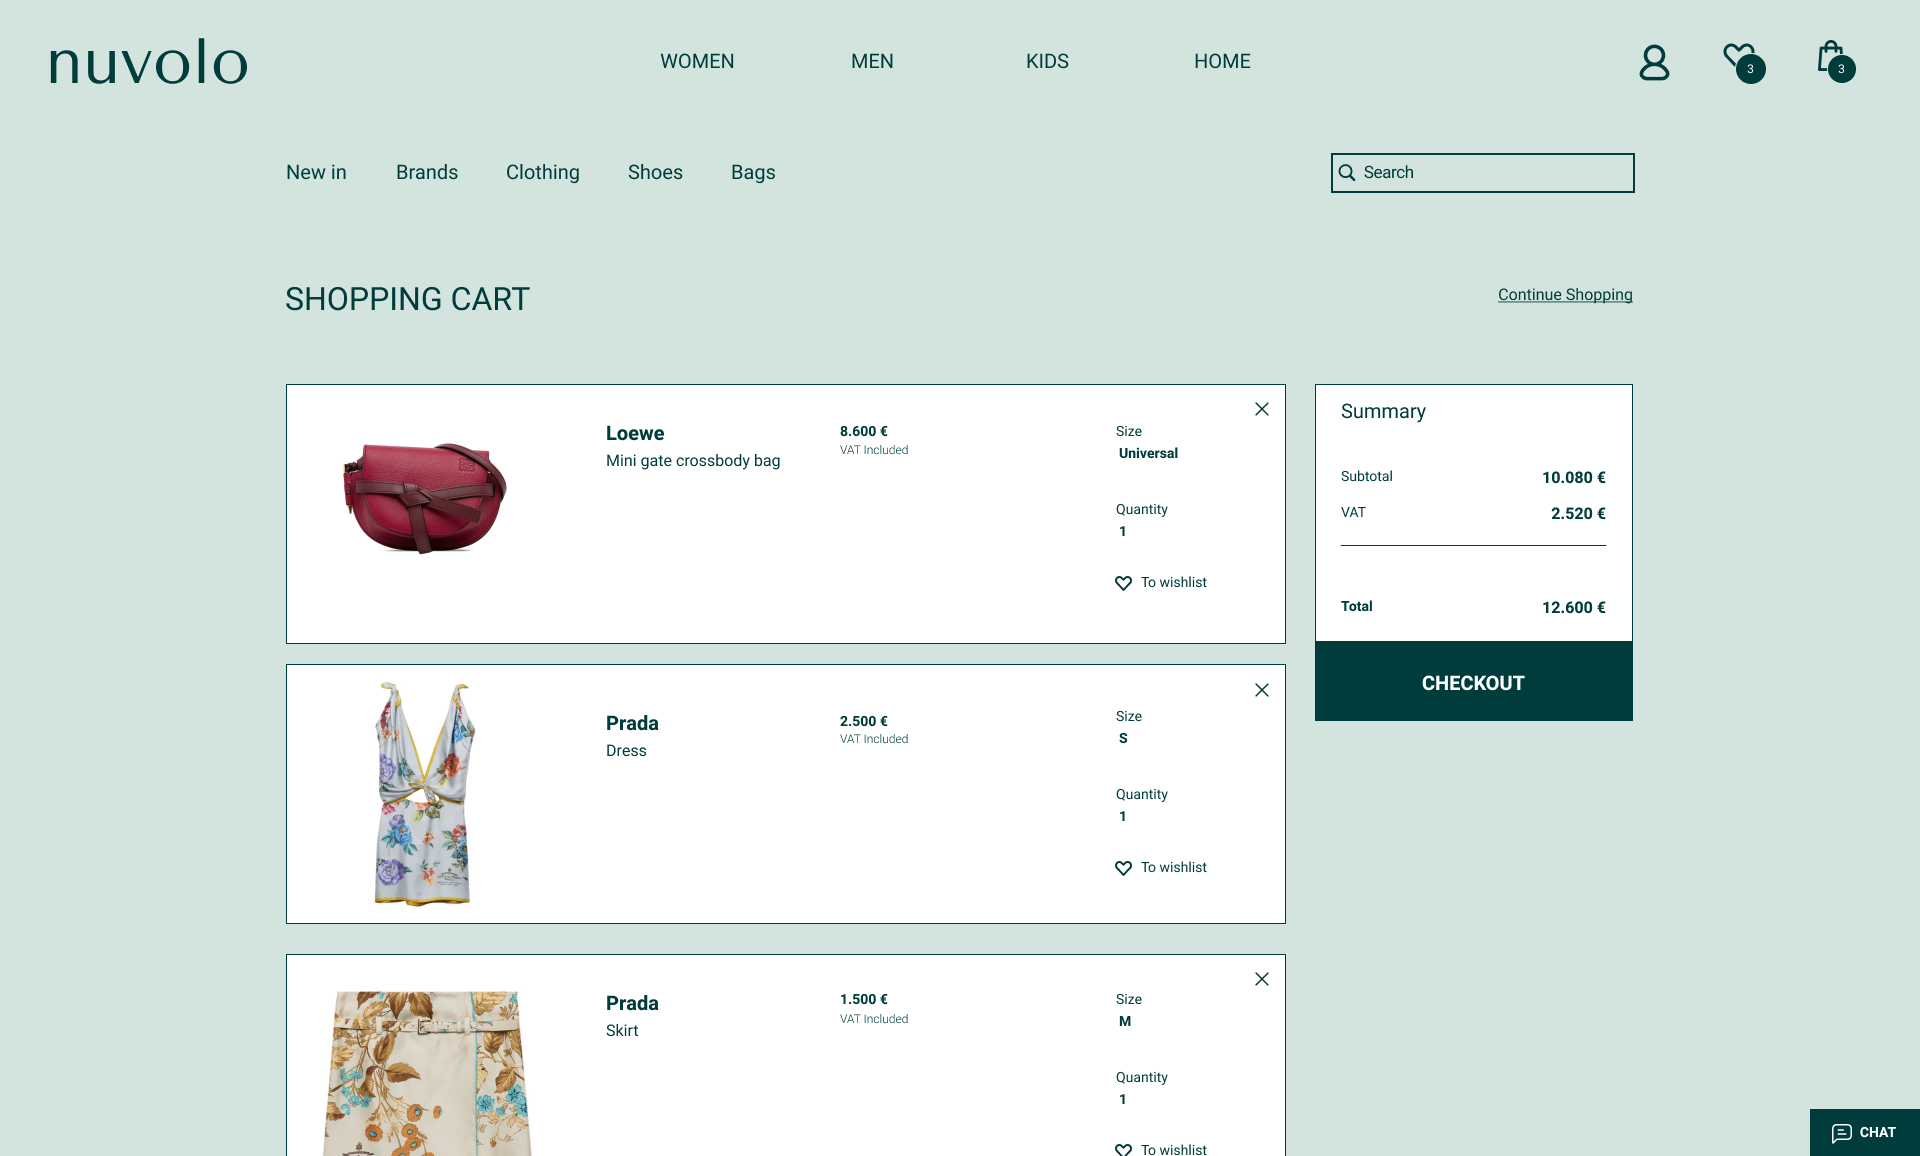 nuvolo
WOMEN
MEN
KIDS
HOME
3
3
New in
Brands
Clothing
Shoes
Bags
Search
SHOPPING CART
Continue Shopping
Loewe
Mini gate crossbody bag
8.600 €
VAT Included
Size
Universal
Quantity
1
To wishlist
Summary
Subtotal
10.080 €
VAT
2.520 €
Total
12.600 €
CHECKOUT
Prada
Dress
2.500 €
VAT Included
Size
S
Quantity
1
To wishlist
Prada
Skirt
1.500 €
VAT Included
Size
M
Quantity
1
To wishlist
CHAT